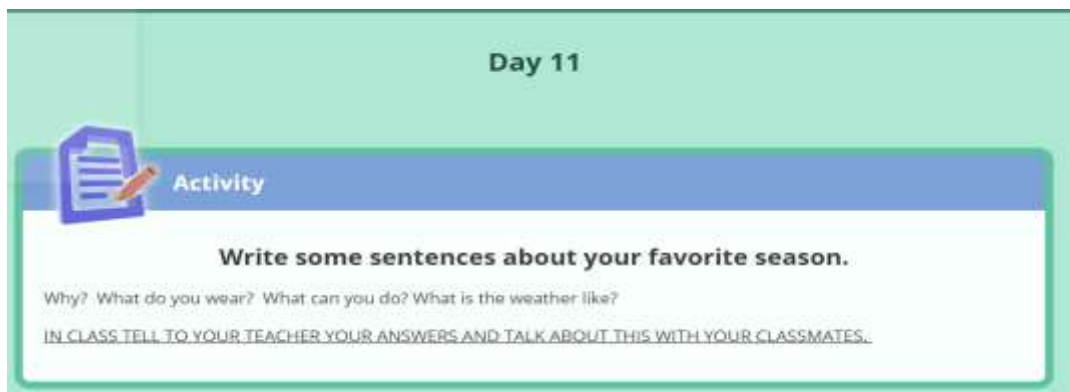 Day 11
Activity
Write some sentences about your favorite season.
Why? What do you wear? What can you do? What is the weather like?
IN CLASS TELL TO YOUR TEACHER YOUR ANSWERS AND TALK ABOUT THIS WITH YOUR CLASSMATES.